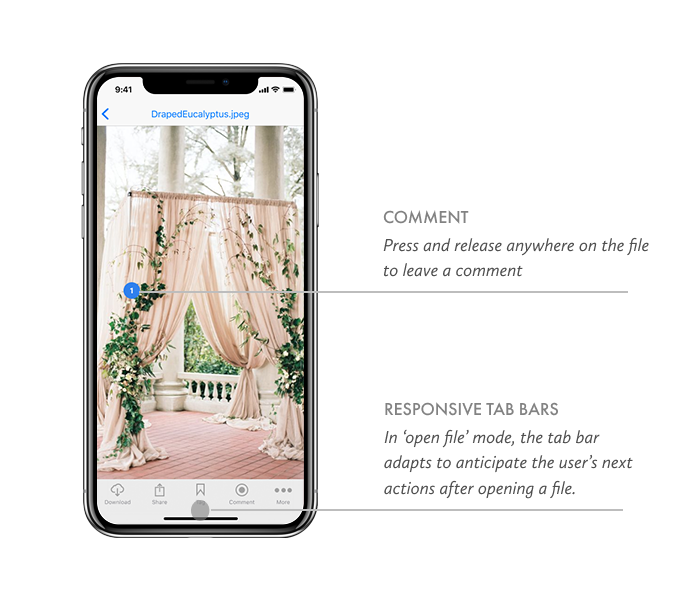 9:41
DrapedEucalyptus.jpeg
1
COMMENT
Press and release anywhere on the file
to leave a comment
RESPONSIVE TAB BARS
In ‘open file’ mode, the tab bar
adapts to anticipate the user’s next
actions after opening a file.
Download Share Comment More